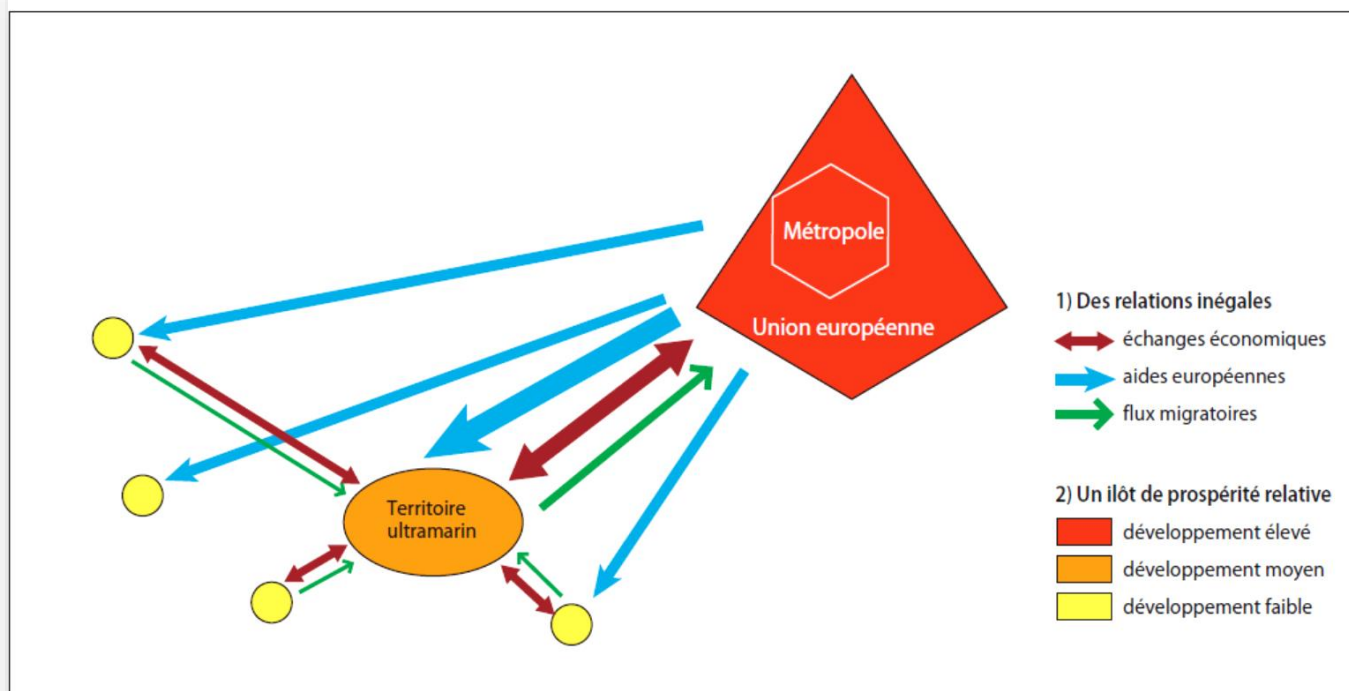 Métropole
Union européenne
Territoire
ultramarin
1) Des relations inégales
échanges économiques
aides européennes
flux migratoires
2) Un ilôt de prospérité relative
développement élevé
développement moyen
développement faible